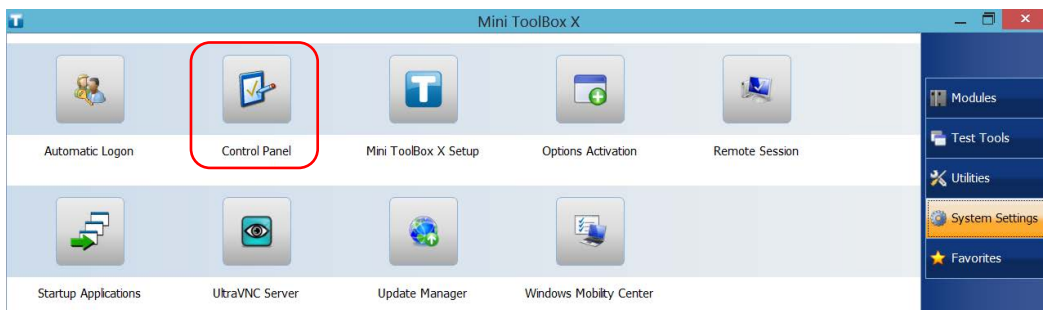 Mini ToolBox X
Automatic Logon
Control Panel
Mini ToolBox X Setup
Options Activation
Remote Session
Startup Applications
UltraVNC Server
Update Manager
Windows Mobility Center
Modules
Test Tools
Utilities
System Settings
Favorites